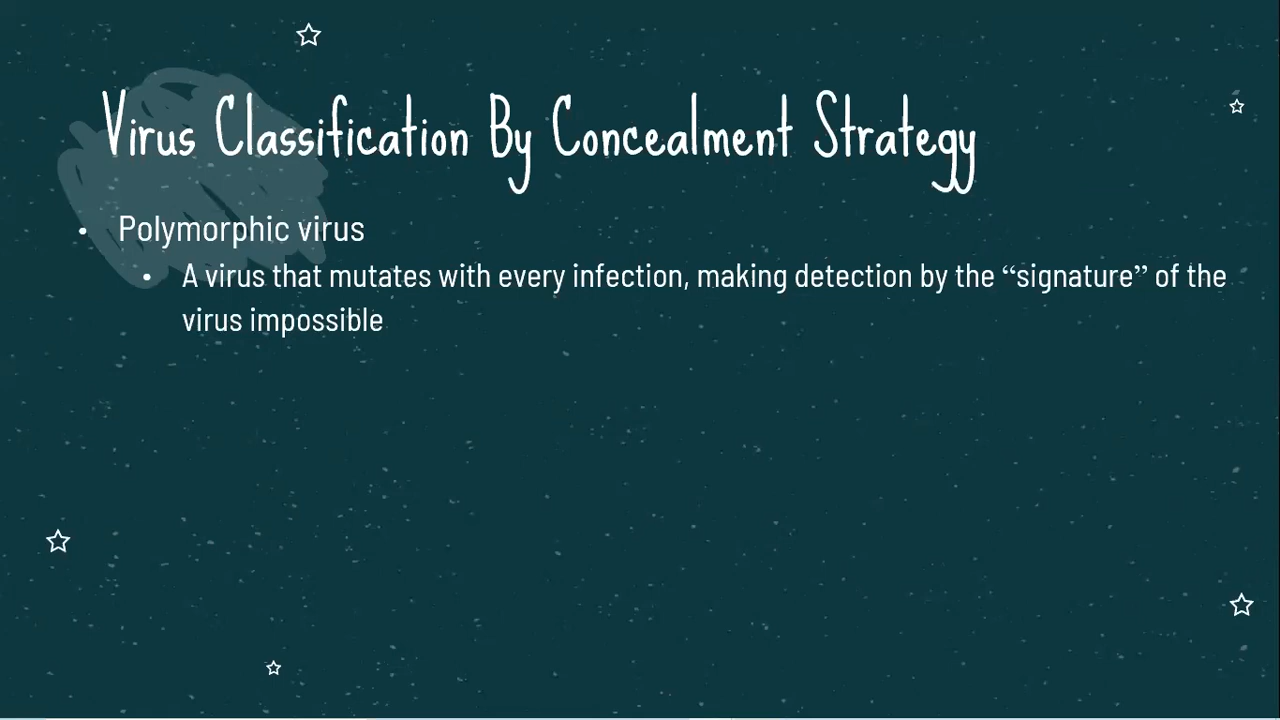 Virus Classification By Concealment Strategy
• Polymorphic virus
• A virus that mutates with every infection, making detection by the “signature” of the
virus impossible